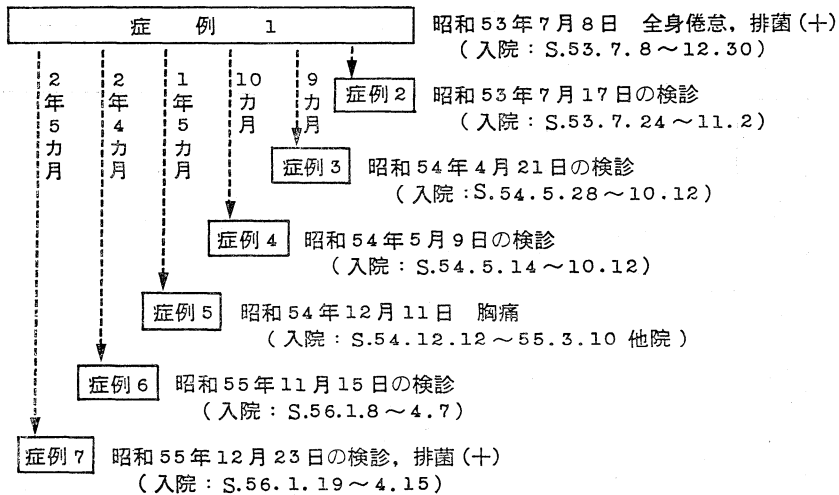 症例1
昭和53年7月8日 全身倦怠，排菌(＋)
(入院：S.53.7.8～12.30)
2年5カ月
2年4カ月
1年5カ月
10カ月
9カ月
症例2
昭和53年7月17日の検診
(入院：S.53.7.24～11.2)
症例3
昭和54年4月21日の検診
(入院：S.54.5.28～10.12)
症例4
昭和54年5月9日の検診
(入院：S.54.5.14～10.12)
症例5
昭和54年12月11日 胸痛
(入院：S.54.12.12～55.3.10 他院)
症例6
昭和55年11月15日の検診
(入院：S.56.1.8～4.7)
症例7
昭和55年12月23日の検診，排菌(＋)
(入院：S.56.1.19～4.15)